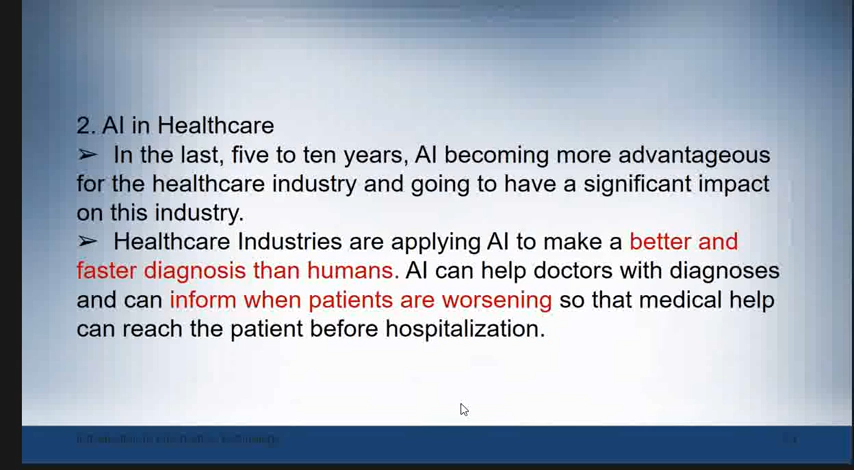 2. AI in Healthcare
➢ In the last, five to ten years, AI becoming more advantageous
for the healthcare industry and going to have a significant impact
on this industry.
➢ Healthcare Industries are applying AI to make a better and
faster diagnosis than humans. AI can help doctors with diagnoses
and can inform when patients are worsening so that medical help
can reach the patient before hospitalization.